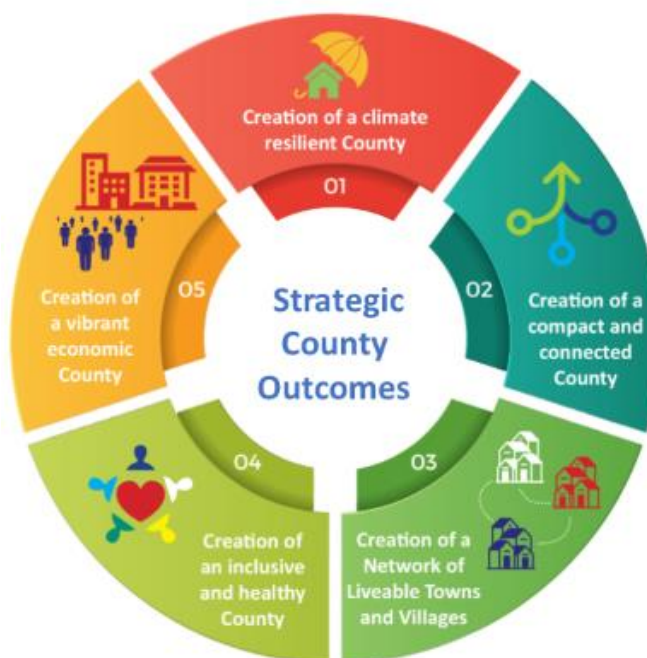 Strategic
County
Outcomes
Creation of a climate
resilient County
01
Creation of a
compact and
connected
County
02
Creation of a
Network of
Liveable Towns
and Villages
03
Creation of
an inclusive
and healthy
County
04
Creation of
a vibrant
economic
County
05